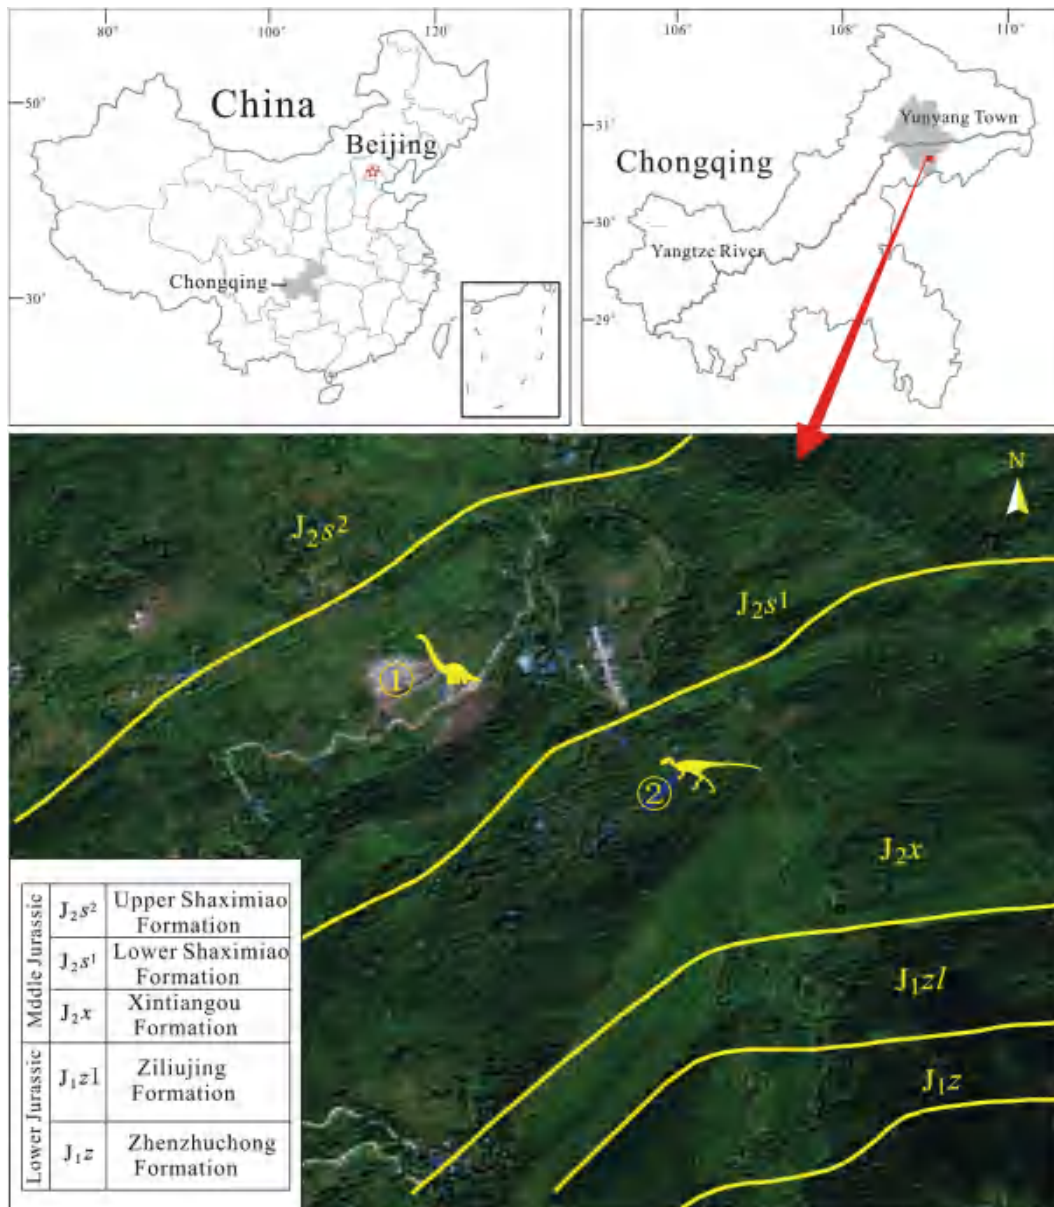 80°
100°
120°
50°
30°
China
Beijing
Chongqing
106°
108°
110°
31°
30°
29°
Yunyang Town
Chongqing
Yangtze River
N
J₂s²
J₂s¹
①
②
J₂x
J₁zl
J₁z
Mddle Jurassic
J₂s² Upper Shaximiao
Formation
J₂s¹ Lower Shaximiao
Formation
J₂x Xintiangou
Formation
Lower Jurassic
J₁zl Ziliujing
Formation
J₁z Zhenzhuchong
Formation